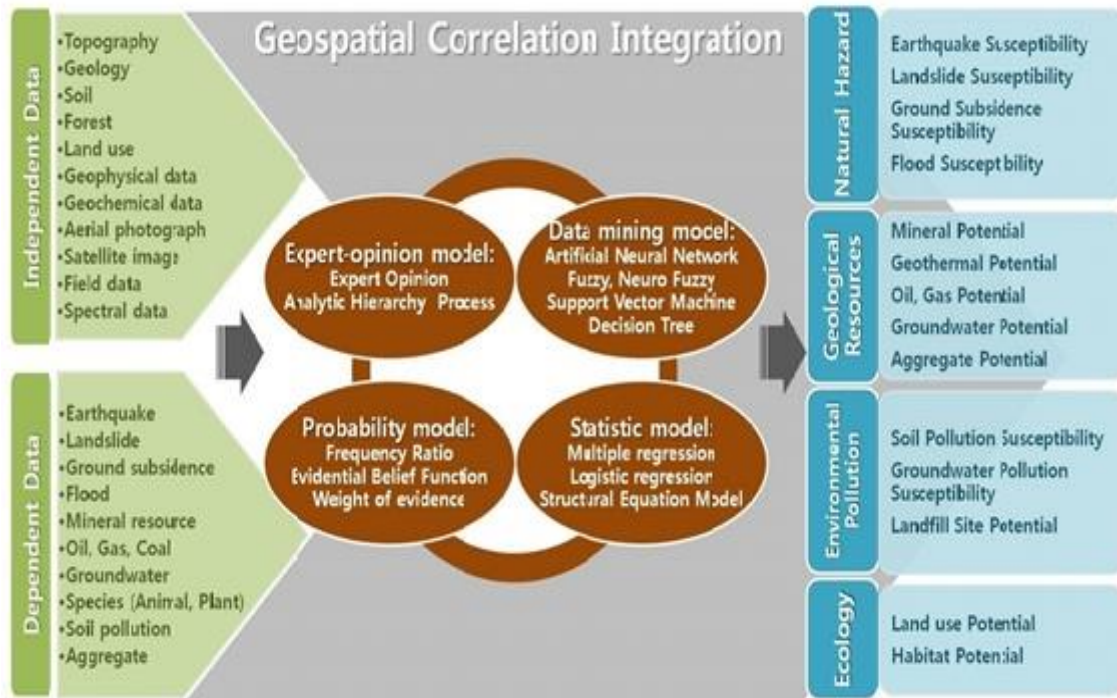 Geospatial Correlation Integration
Independent Data
•Topography
•Geology
•Soil
•Forest
•Land use
•Geophysical data
•Geochemical data
•Aerial photograph
•Satellite image
•Field data
•Spectral data
Dependent Data
•Earthquake
•Landslide
•Ground subsidence
•Flood
•Mineral resource
•Oil, Gas, Coal
•Groundwater
•Species (Animal, Plant)
•Soil pollution
•Aggregate
Expert-opinion model:
Expert Opinion
Analytic Hierarchy Process
Data mining model:
Artificial Neural Network
Fuzzy, Neuro Fuzzy
Support Vector Machine
Decision Tree
Probability model:
Frequency Ratio
Evidential Belief Function
Weight of evidence
Statistic model:
Multiple regression
Logistic regression
Structural Equation Model
Natural Hazard
Earthquake Susceptibility
Landslide Susceptibility
Ground Subsidence
Susceptibility
Flood Susceptibility
Geological
Resources
Mineral Potential
Geothermal Potential
Oil, Gas Potential
Groundwater Potential
Aggregate Potential
Environmental
Pollution
Soil Pollution Susceptibility
Groundwater Pollution
Susceptibility
Landfill Site Potential
Ecology
Land use Potential
Habitat Potential